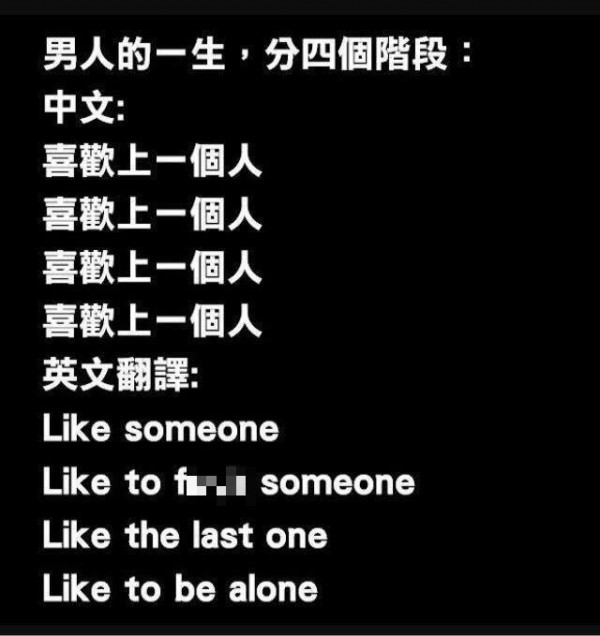 男人的一生，分四個階段：
中文:
喜歡上一個人
喜歡上一個人
喜歡上一個人
喜歡上一個人
英文翻譯:
Like someone
Like to someone
Like the last one
Like to be alone